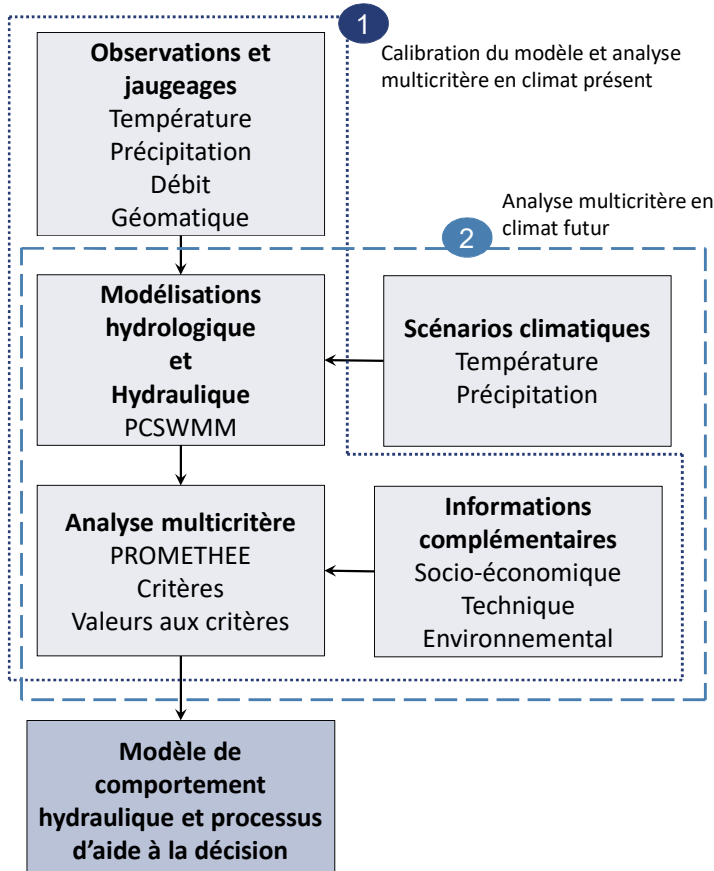 1
Calibration du modèle et analyse
multicritère en climat présent
Observations et
jaugeages
Température
Précipitation
Débit
Géomatique
Analyse multicritère en
climat futur
2
Modélisations
hydrologique
et
Hydraulique
PCSWMM
Scénarios climatiques
Température
Précipitation
Analyse multicritère
PROMETHEE
Critères
Valeurs aux critères
Informations
complémentaires
Socio-économique
Technique
Environnemental
Modèle de
comportement
hydraulique et processus
d’aide à la décision